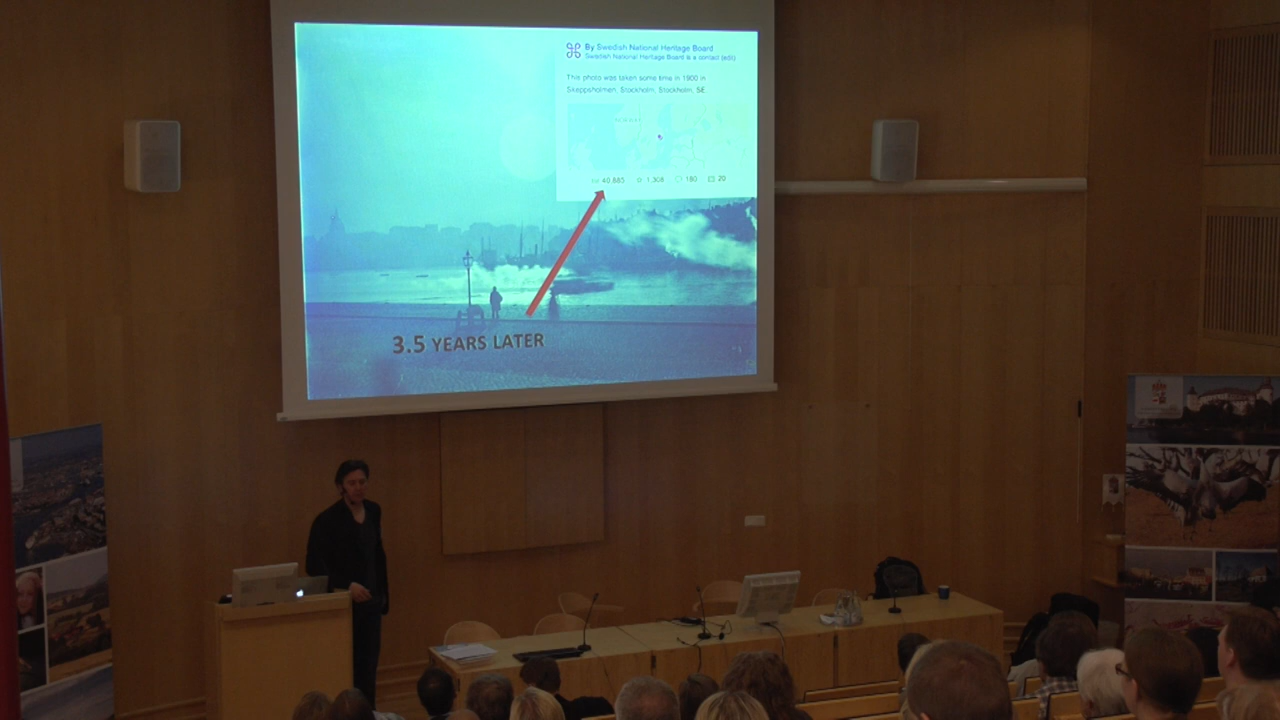 By Swedish National Heritage Board
Swedish National Heritage Board is a contact (edit)
This photo was taken some time in 1900 in
Skeppsholmen, Stockholm, Stockholm, SE.
NORWAY
40,885 1,308 180 20
3.5 YEARS LATER